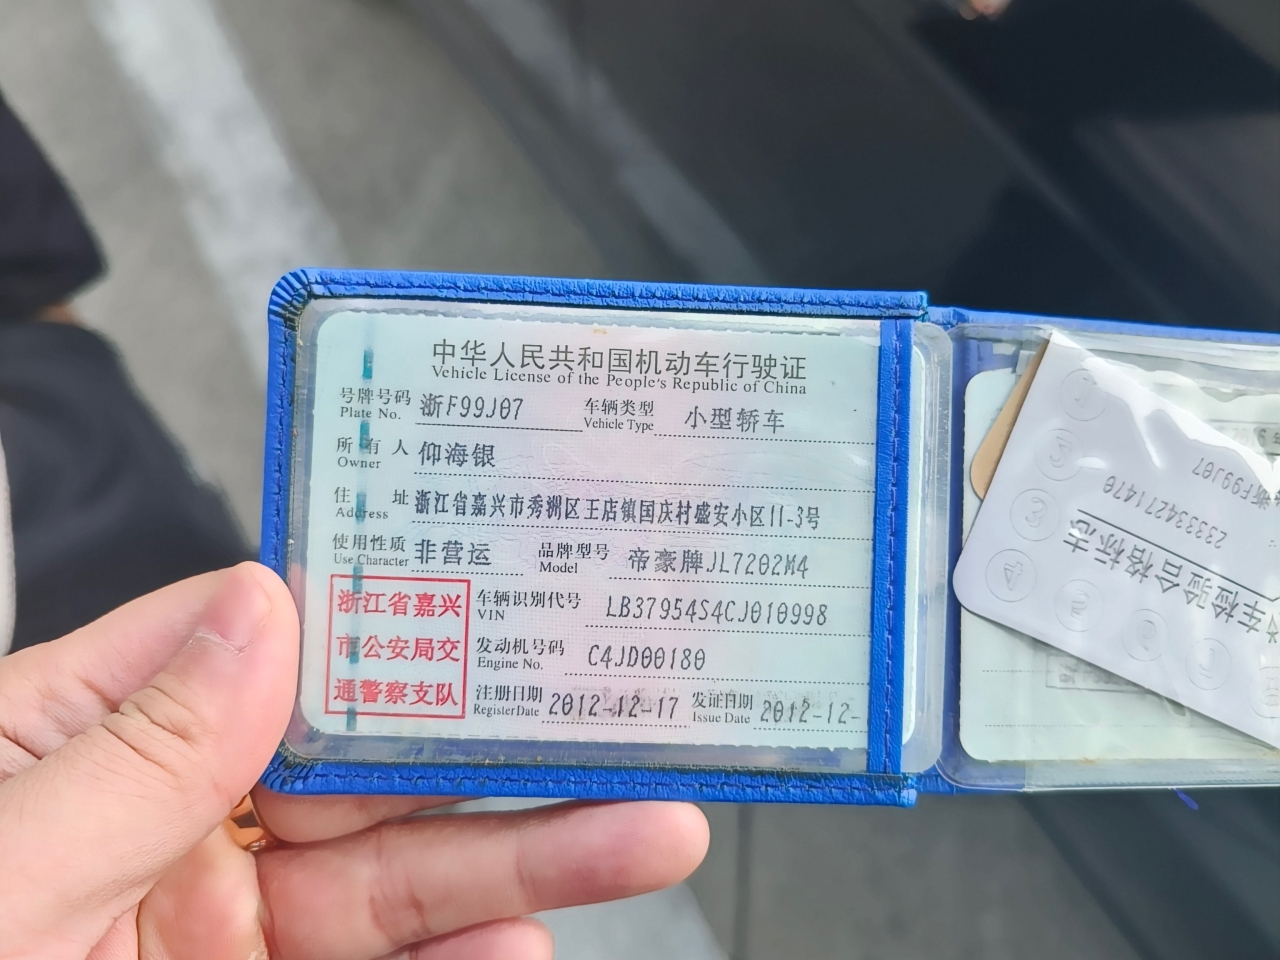 中华人民共和国机动车行驶证
Vehicle License of the People's Republic of China
号牌号码 浙F99J07 车辆类型 小型轿车
Plate No. Vehicle Type
所有人 仰海银
Owner
住址 浙江省嘉兴市秀洲区王店镇国庆村盛安小区11-3号
Address
使用性质 非营运 品牌型号 帝豪牌JL7202M4
Use Character Model
浙江省嘉兴
市公安局交
通警察支队
车辆识别代号 LB37954S4CJ010998
VIN
发动机号码 C4JD00180
Engine No.
注册日期 2012-12-17 发证日期 2012-12-
Register Date Issue Date
浙F99J07
2333334271470
车检验合格标志